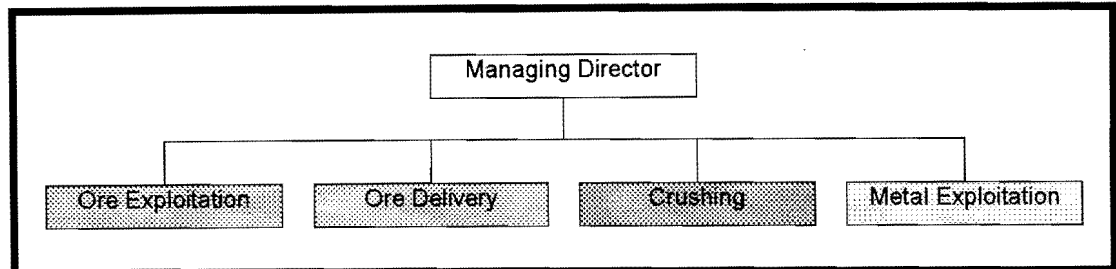 Managing Director
Ore Exploitation
Ore Delivery
Crushing
Metal Exploitation